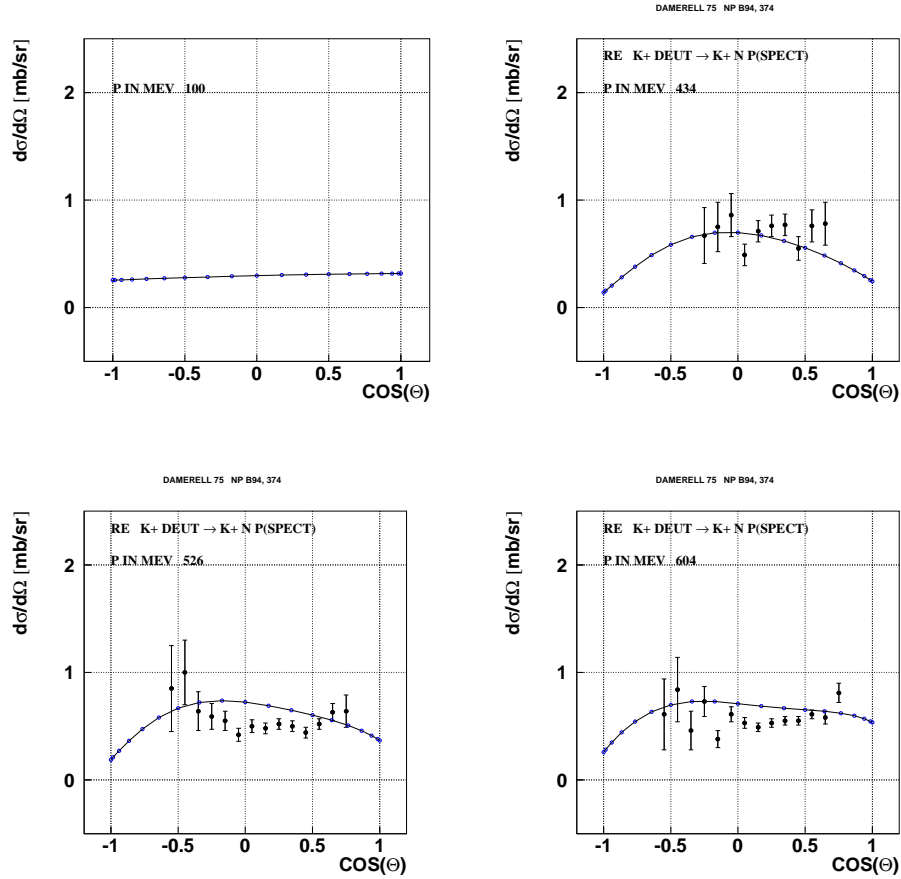 dσ/dΩ [mb/sr]
P IN MEV 100
2
1
0
-1 -0.5 0 0.5 1
COS(Θ)
DAMERELL 75 NP B94, 374
dσ/dΩ [mb/sr]
RE K+ DEUT → K+ N P(SPECT)
P IN MEV 434
2
1
0
-1 -0.5 0 0.5 1
COS(Θ)
DAMERELL 75 NP B94, 374
dσ/dΩ [mb/sr]
RE K+ DEUT → K+ N P(SPECT)
P IN MEV 526
2
1
0
-1 -0.5 0 0.5 1
COS(Θ)
DAMERELL 75 NP B94, 374
dσ/dΩ [mb/sr]
RE K+ DEUT → K+ N P(SPECT)
P IN MEV 604
2
1
0
-1 -0.5 0 0.5 1
COS(Θ)